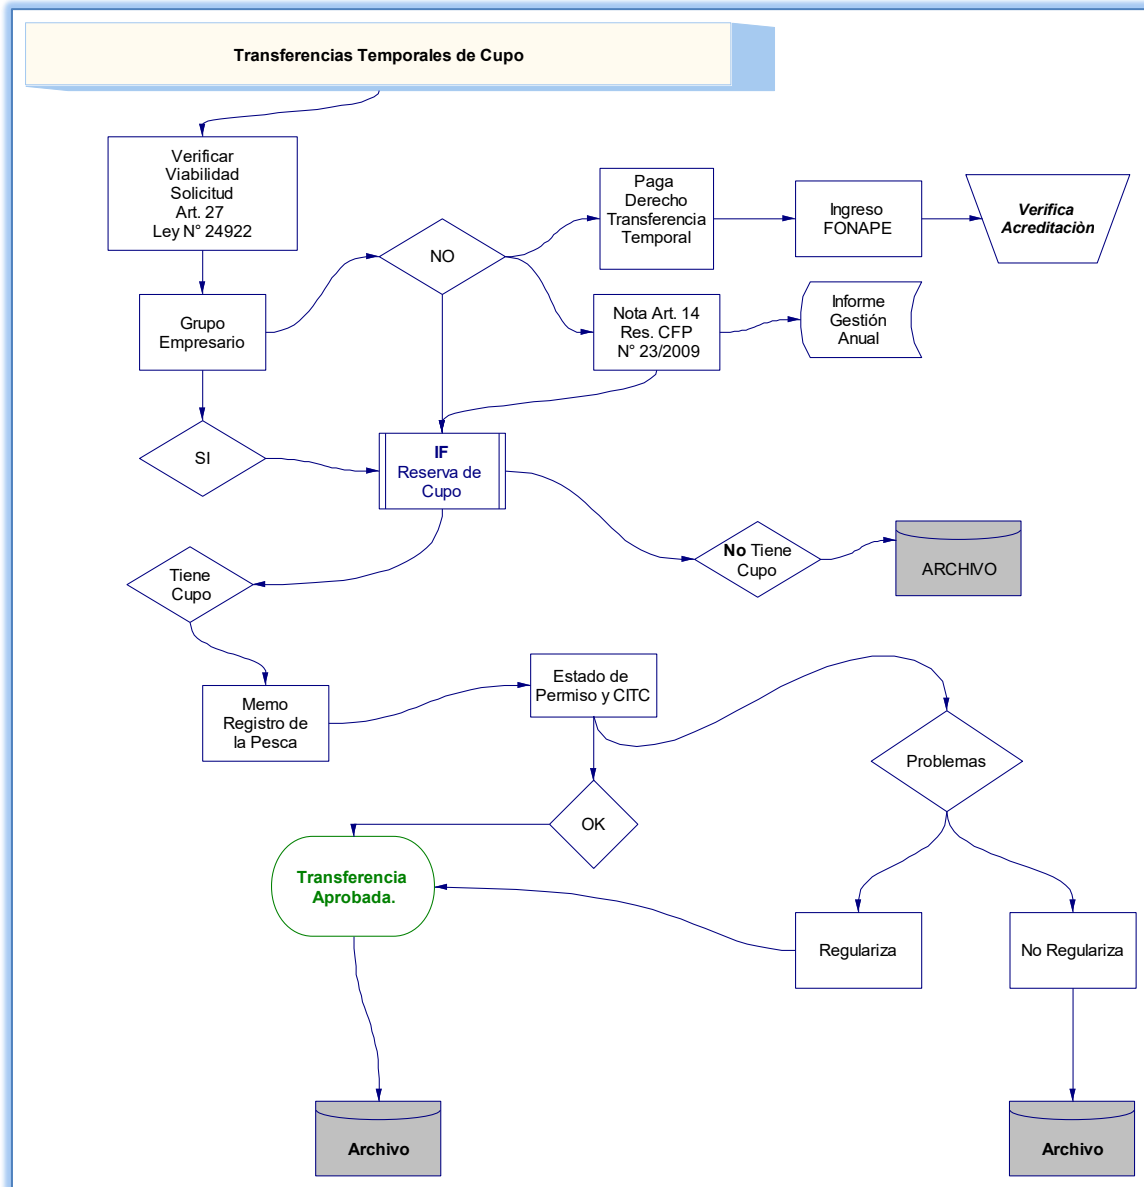 Transferencias Temporales de Cupo
Verificar
Viabilidad
Solicitud
Art. 27
Ley N° 24922
Paga
Derecho
Transferencia
Temporal
Ingreso
FONAPE
Verifica
Acreditaciòn
NO
Grupo
Empresario
Nota Art. 14
Res. CFP
N° 23/2009
Informe
Gestión
Anual
SI
IF
Reserva de
Cupo
No Tiene
Cupo
ARCHIVO
Tiene
Cupo
Memo
Registro de
la Pesca
Estado de
Permiso y CITC
Problemas
OK
Transferencia
Aprobada.
Regulariza
No Regulariza
Archivo
Archivo